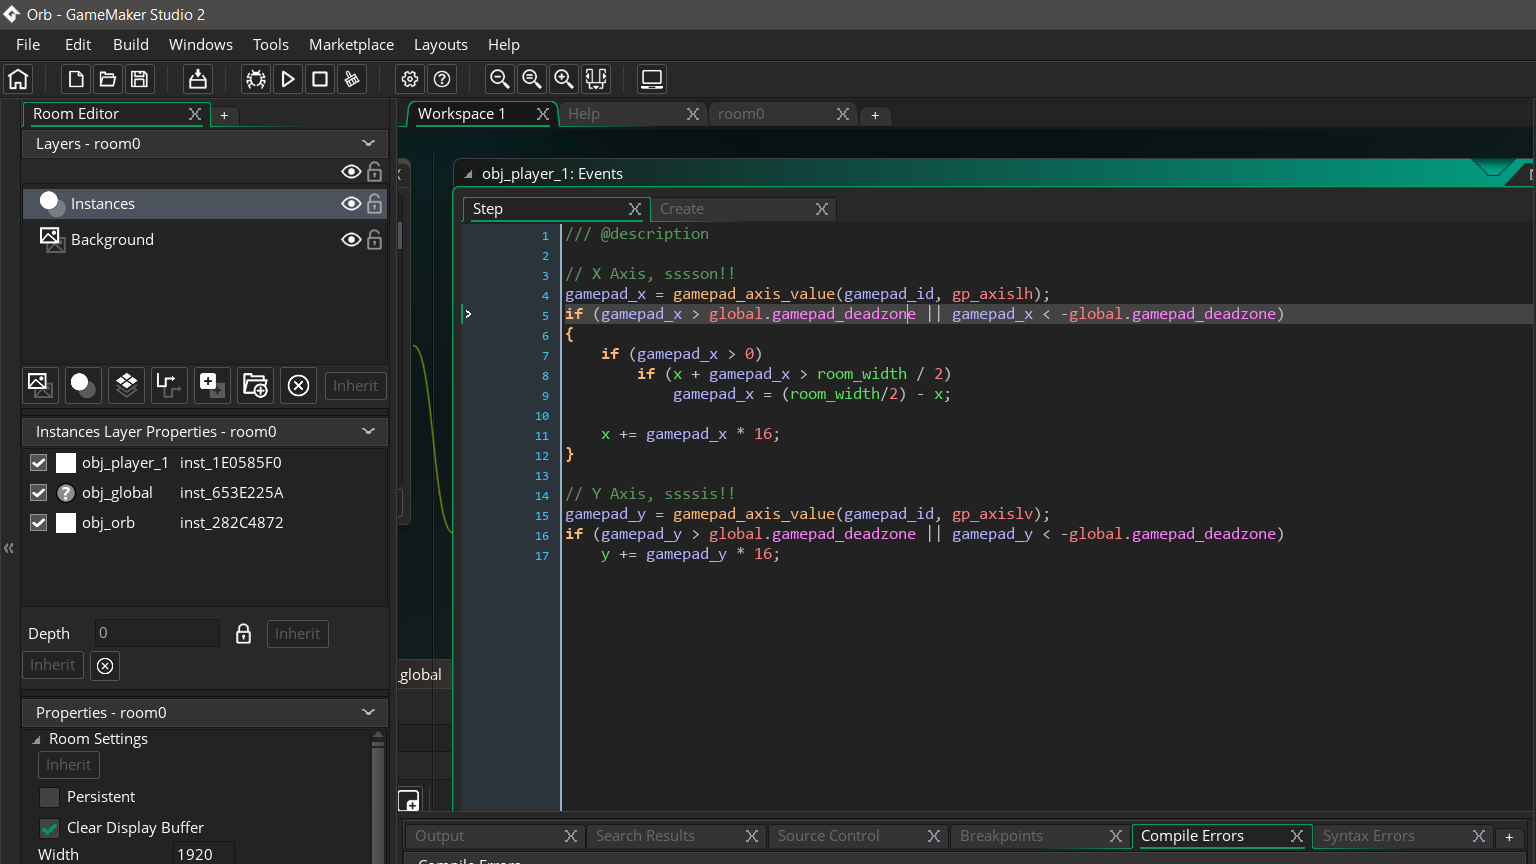 Orb - GameMaker Studio 2
File Edit Build Windows Tools Marketplace Layouts Help
Room Editor
+
Workspace 1
Help
room0
+
Layers - room0
Instances
Background
Inherit
Instances Layer Properties - room0
obj_player_1 inst_1E0585F0
obj_global inst_653E225A
obj_orb inst_282C4872
Depth 0 Inherit
Inherit
Properties - room0
Room Settings
Inherit
Persistent
Clear Display Buffer
Width 1920
_global
obj_player_1: Events
Step
Create
1 /// @description
2
3 // X Axis, sssson!!
4 gamepad_x = gamepad_axis_value(gamepad_id, gp_axislh);
5 if (gamepad_x > global.gamepad_deadzone || gamepad_x < -global.gamepad_deadzone)
6 {
7 if (gamepad_x > 0)
8 if (x + gamepad_x > room_width / 2)
9 gamepad_x = (room_width/2) - x;
10
11 x += gamepad_x * 16;
12 }
13
14 // Y Axis, ssssis!!
15 gamepad_y = gamepad_axis_value(gamepad_id, gp_axislv);
16 if (gamepad_y > global.gamepad_deadzone || gamepad_y < -global.gamepad_deadzone)
17 y += gamepad_y * 16;
Output
Search Results
Source Control
Breakpoints
Compile Errors
Syntax Errors
+
Compile Errors